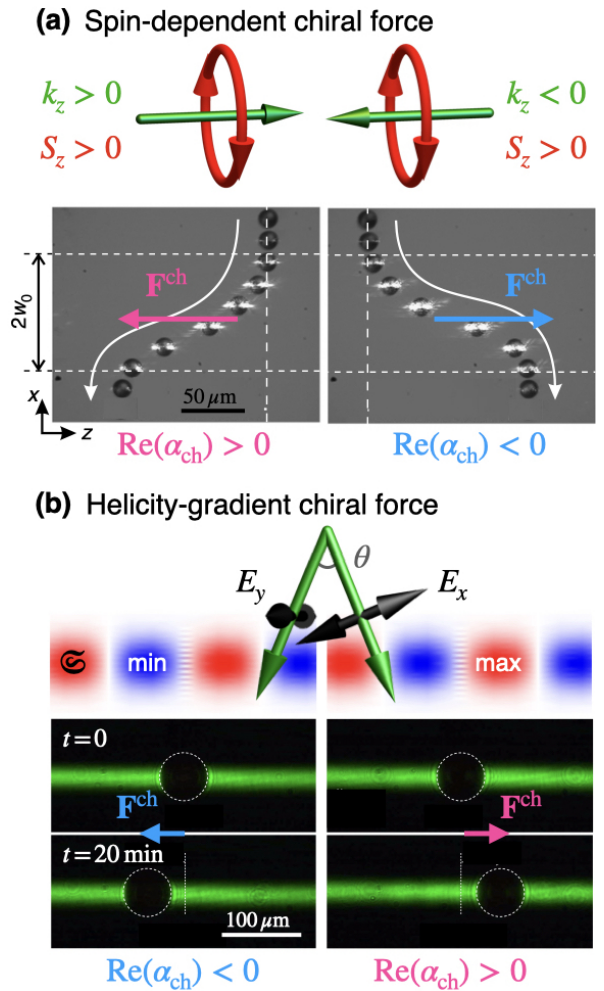 (a) Spin-dependent chiral force
k_z > 0
k_z < 0
S_z > 0
S_z > 0
2w₀
F^ch
F^ch
50 μm
x
z
Re(α_ch) > 0
Re(α_ch) < 0
(b) Helicity-gradient chiral force
θ
E_y
E_x
𝔖
min
max
t=0
F^ch
F^ch
t=20 min
100 μm
Re(α_ch) < 0
Re(α_ch) > 0